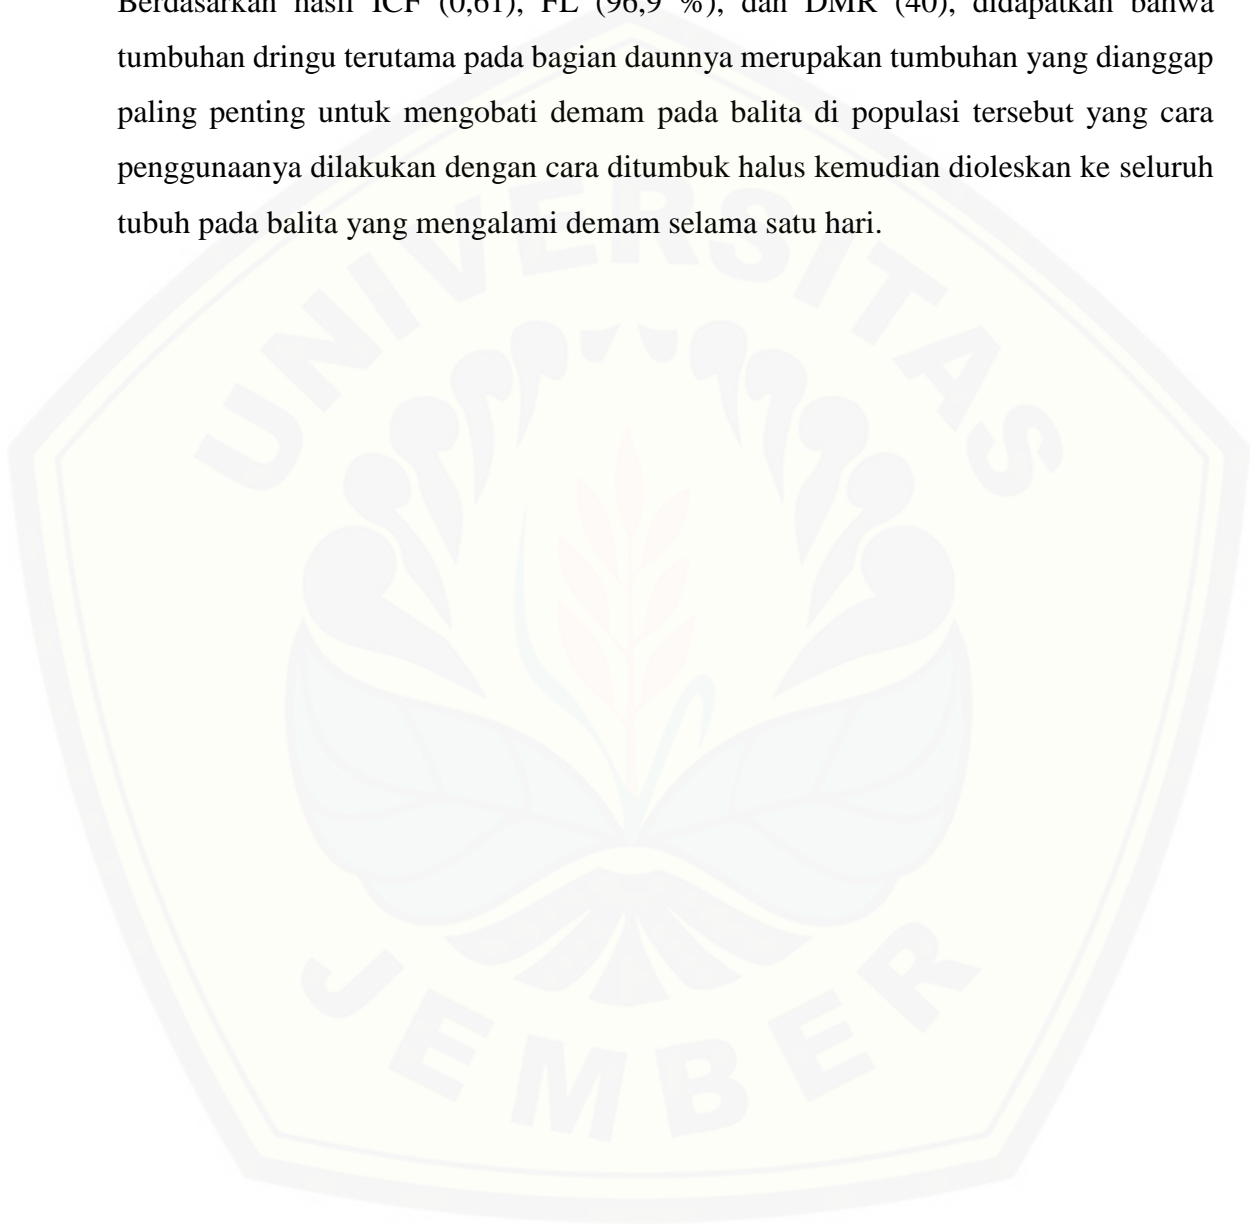 Berdasarkan hasil ICF (0,61), FL (96,9 %), dan DMR (40), didapatkan bahwa
tumbuhan dringu terutama pada bagian daunnya merupakan tumbuhan yang dianggap
paling penting untuk mengobati demam pada balita di populasi tersebut yang cara
penggunaanya dilakukan dengan cara ditumbuk halus kemudian dioleskan ke seluruh
tubuh pada balita yang mengalami demam selama satu hari.
UNIVERSITAS
JEMBER